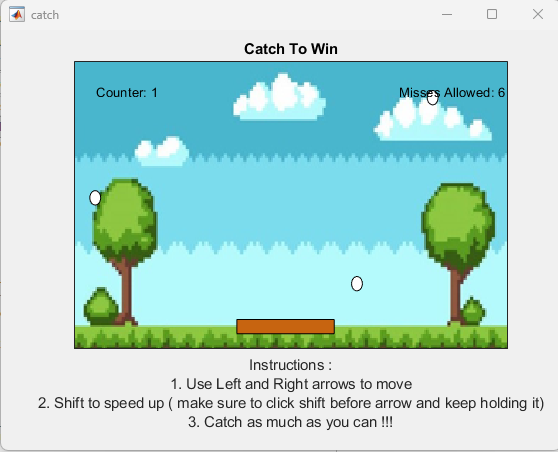 catch
Catch To Win
Counter: 1
Misses Allowed: 6
Instructions :
1. Use Left and Right arrows to move
2. Shift to speed up ( make sure to click shift before arrow and keep holding it)
3. Catch as much as you can !!!